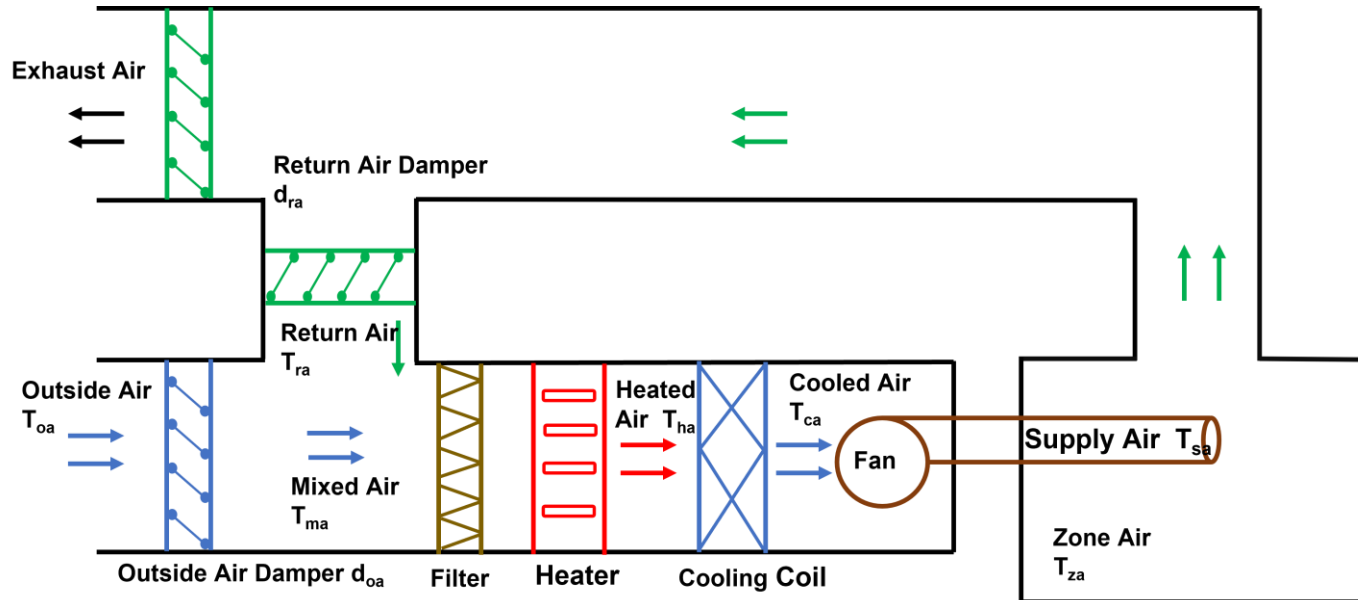 Exhaust Air
Return Air Damper
dra
Return Air
Tra
Outside Air
Toa
Mixed Air
Tma
Heated
Air Tha
Cooled Air
Tca
Fan
Supply Air Tsa
Zone Air
Tza
Outside Air Damper doa
Filter
Heater
Cooling Coil